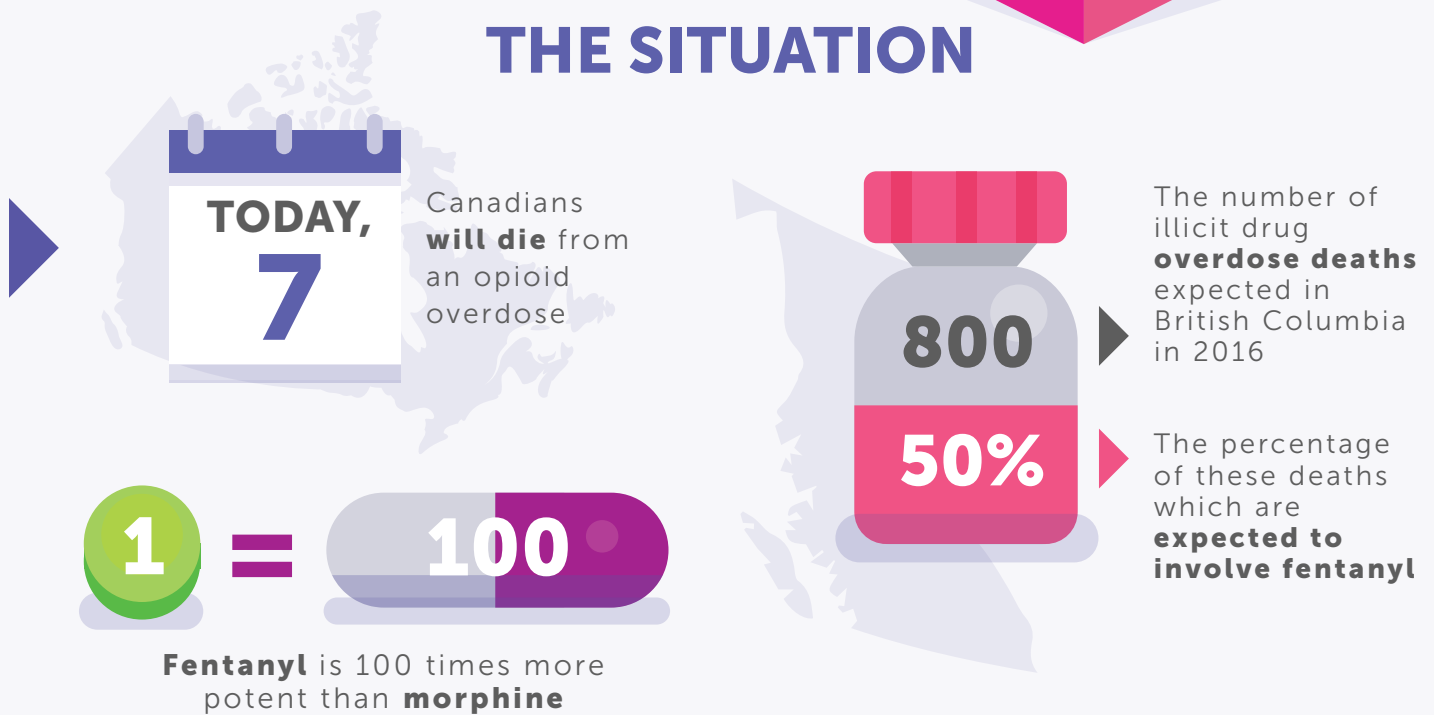 THE SITUATION
TODAY,
7
Canadians
will die from
an opioid
overdose
1 = 100
Fentanyl is 100 times more
potent than morphine
800
The number of
illicit drug
overdose deaths
expected in
British Columbia
in 2016
50%
The percentage
of these deaths
which are
expected to
involve fentanyl